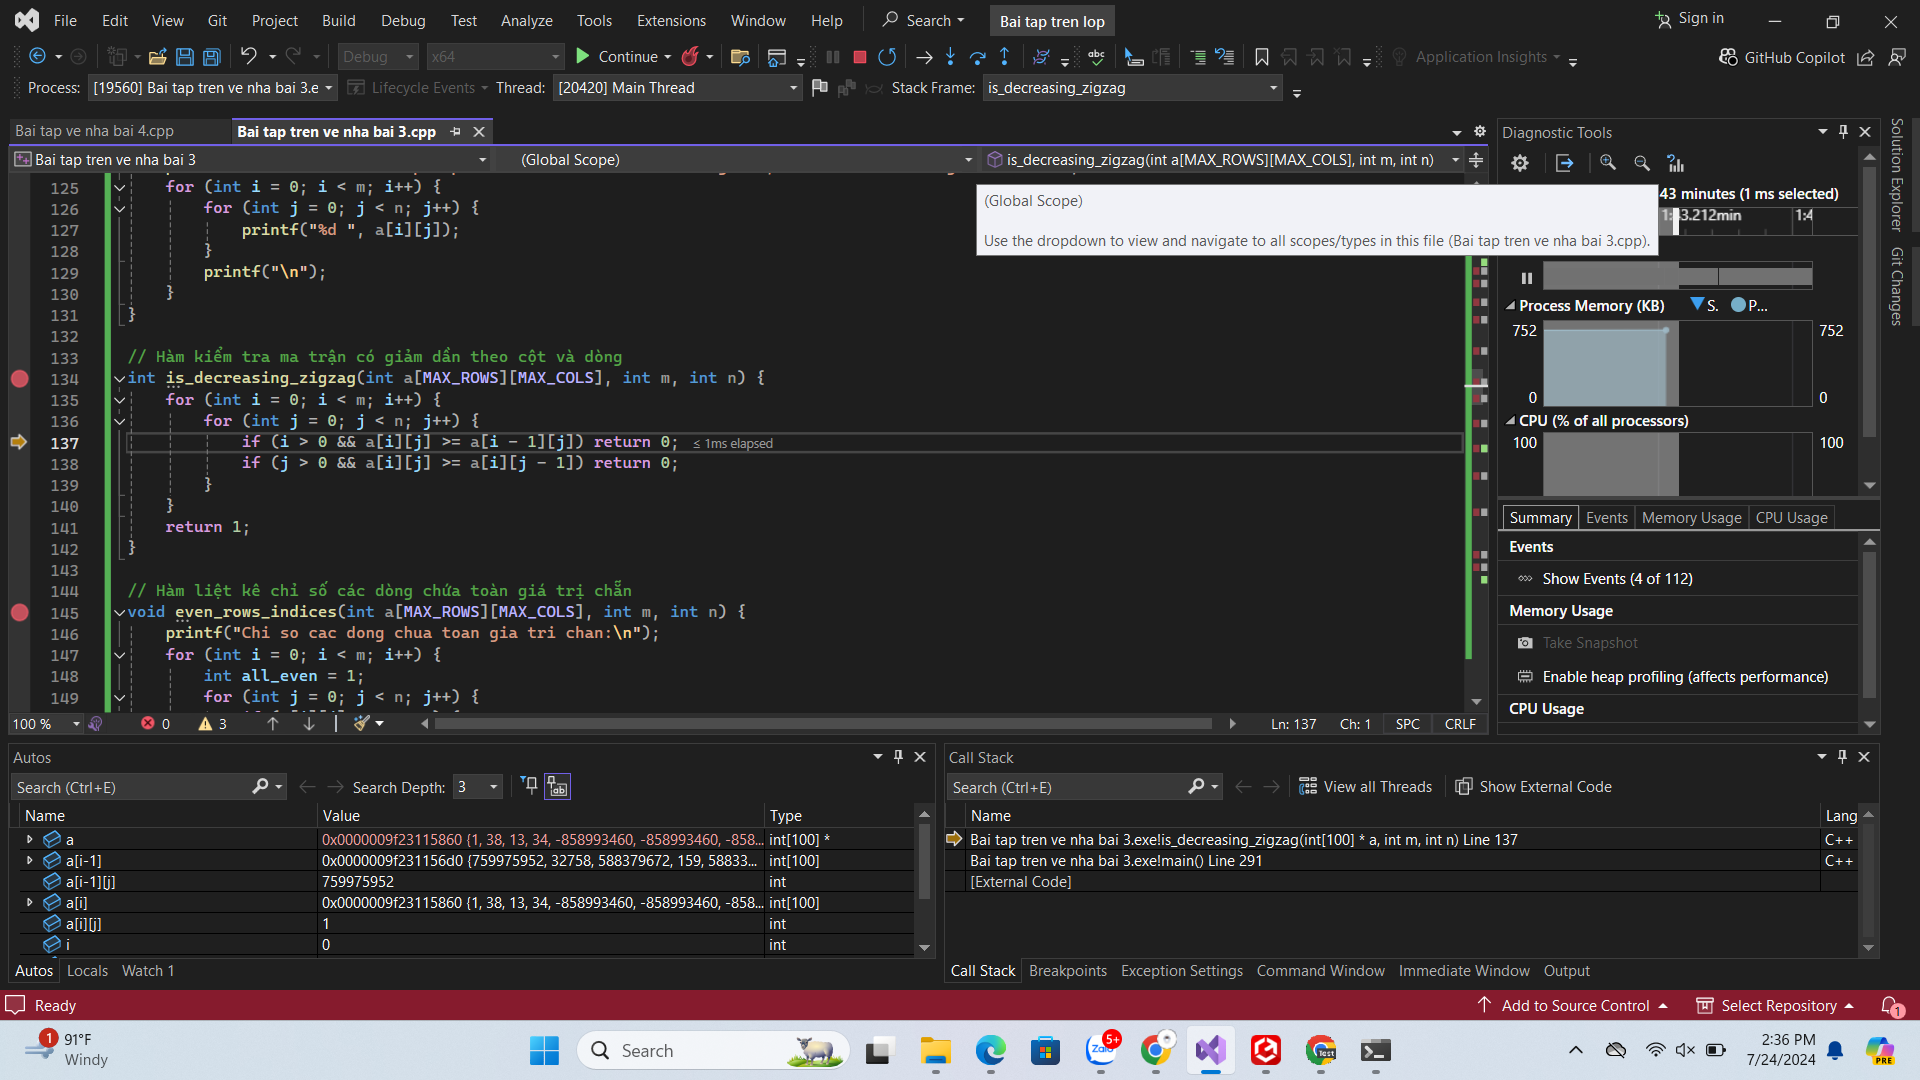 File Edit View Git Project Build Debug Test Analyze Tools Extensions Window Help Search Bai tap tren lop Sign in
Debug x64 Continue Application Insights GitHub Copilot
Process: [19560] Bai tap tren ve nha bai 3.e Lifecycle Events Thread: [20420] Main Thread Stack Frame: is_decreasing_zigzag
Bai tap ve nha bai 4.cpp Bai tap tren ve nha bai 3.cpp
Bai tap tren ve nha bai 3 (Global Scope) is_decreasing_zigzag(int a[MAX_ROWS][MAX_COLS], int m, int n)
(Global Scope)
Use the dropdown to view and navigate to all scopes/types in this file (Bai tap tren ve nha bai 3.cpp).
125 for (int i = 0; i < m; i++) {
126 for (int j = 0; j < n; j++) {
127 printf("%d ", a[i][j]);
128 }
129 printf("\n");
130 }
131 }
132
133 // Hàm kiểm tra ma trận có giảm dần theo cột và dòng
134 int is_decreasing_zigzag(int a[MAX_ROWS][MAX_COLS], int m, int n) {
135 for (int i = 0; i < m; i++) {
136 for (int j = 0; j < n; j++) {
137 if (i > 0 && a[i][j] >= a[i - 1][j]) return 0; ≤ 1ms elapsed
138 if (j > 0 && a[i][j] >= a[i][j - 1]) return 0;
139 }
140 }
141 return 1;
142 }
143
144 // Hàm liệt kê chỉ số các dòng chứa toàn giá trị chẵn
145 void even_rows_indices(int a[MAX_ROWS][MAX_COLS], int m, int n) {
146 printf("Chi so cac dong chua toan gia tri chan:\n");
147 for (int i = 0; i < m; i++) {
148 int all_even = 1;
149 for (int j = 0; j < n; j++) {
100 % 0 3 Ln: 137 Ch: 1 SPC CRLF
Diagnostic Tools
43 minutes (1 ms selected)
Process Memory (KB) S. P...
752 752
0 0
CPU (% of all processors)
100 100
Summary Events Memory Usage CPU Usage
Events
Show Events (4 of 112)
Memory Usage
Take Snapshot
Enable heap profiling (affects performance)
CPU Usage
Solution Explorer
Git Changes
Autos
Search (Ctrl+E) Search Depth: 3
Name Value Type
a 0x0000009f23115860 {1, 38, 13, 34, -858993460, -858993460, -858... int[100] *
a[i-1] 0x0000009f231156d0 {759975952, 32758, 588379672, 159, 58833... int[100]
a[i-1][j] 759975952 int
a[i] 0x0000009f23115860 {1, 38, 13, 34, -858993460, -858993460, -858... int[100]
a[i][j] 1 int
i 0 int
Autos Locals Watch 1
Call Stack
Search (Ctrl+E) View all Threads Show External Code
Name Lang
Bai tap tren ve nha bai 3.exe!is_decreasing_zigzag(int[100] * a, int m, int n) Line 137 C++
Bai tap tren ve nha bai 3.exe!main() Line 291 C++
[External Code]
Call Stack Breakpoints Exception Settings Command Window Immediate Window Output
Ready Add to Source Control Select Repository 1
1 91°F
Windy
Search
5+
Zalo
Test
PRE
2:36 PM
7/24/2024